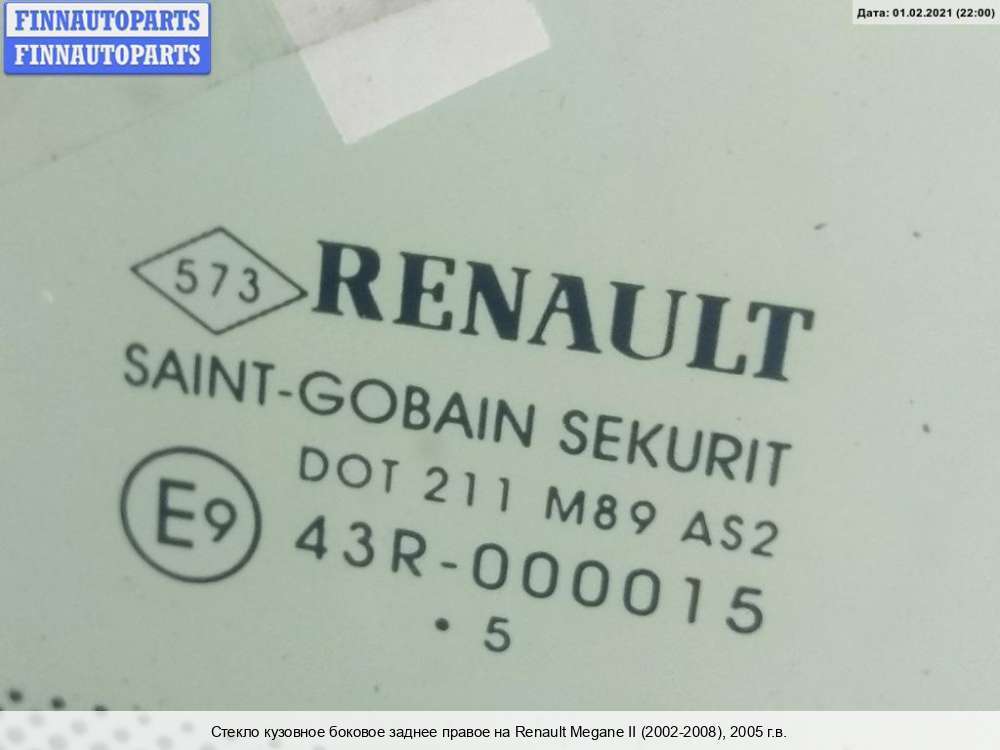 FINNAUTOPARTS
FINNAUTOPARTS
Дата: 01.02.2021 (22:00)
573 RENAULT
SAINT-GOBAIN SEKURIT
DOT 211 M89 AS2
E9 43R-000015
. 5
Стекло кузовное боковое заднее правое на Renault Megane II (2002-2008), 2005 г.в.